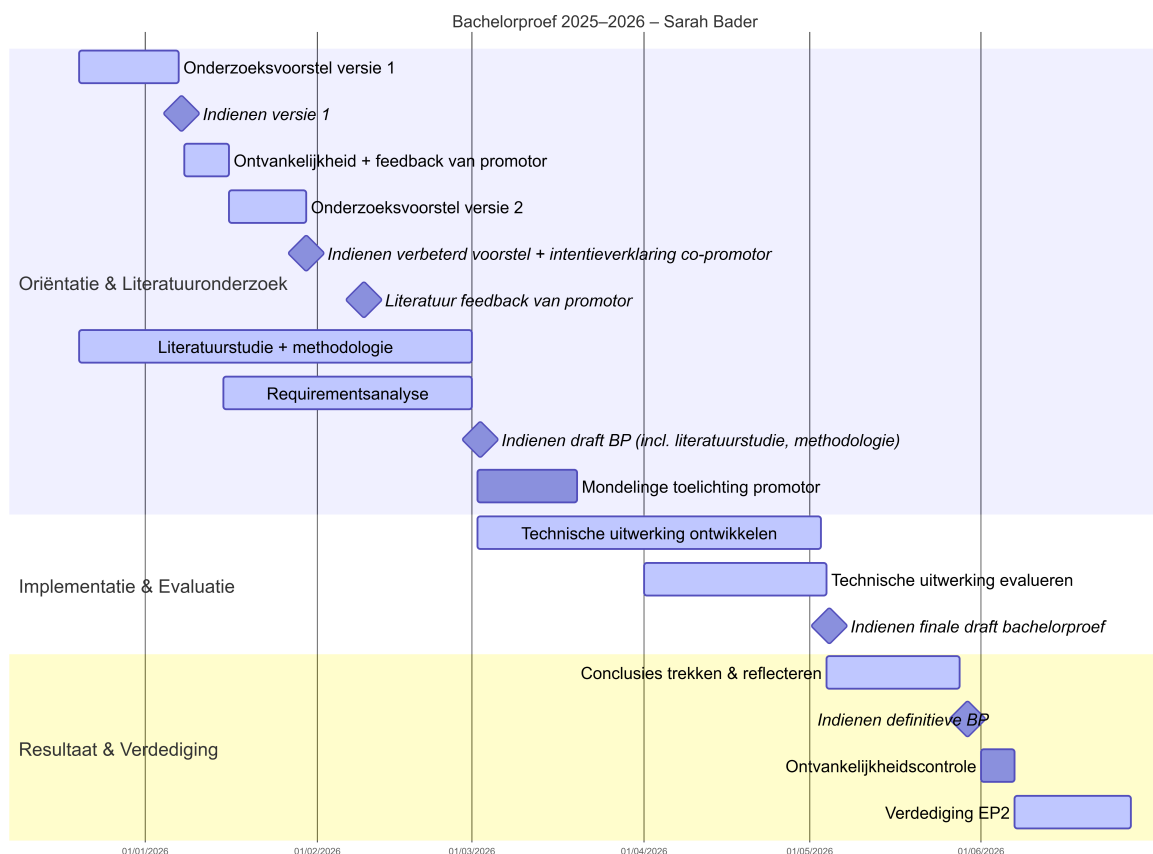 Bachelorproef 2025–2026 – Sarah Bader
Onderzoeksvoorstel versie 1
Indienen versie 1
Ontvankelijkheid + feedback van promotor
Onderzoeksvoorstel versie 2
Indienen verbeterd voorstel + intentieverklaring co-promotor
Oriëntatie & Literatuuronderzoek
Literatuur feedback van promotor
Literatuurstudie + methodologie
Requirementsanalyse
Indienen draft BP (incl. literatuurstudie, methodologie)
Mondelinge toelichting promotor
Technische uitwerking ontwikkelen
Implementatie & Evaluatie
Technische uitwerking evalueren
Indienen finale draft bachelorproef
Conclusies trekken & reflecteren
Indienen definitieve BP
Resultaat & Verdediging
Ontvankelijkheidscontrole
Verdediging EP2
01/01/2026 01/02/2026 01/03/2026 01/04/2026 01/05/2026 01/06/2026